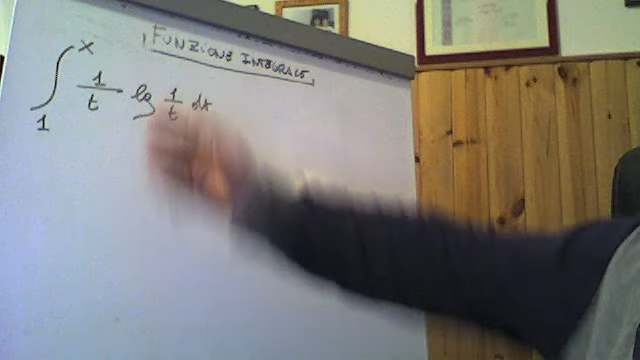 FUNZIONE INTEGRALE
∫₁ˣ 1/t lg 1/t dt